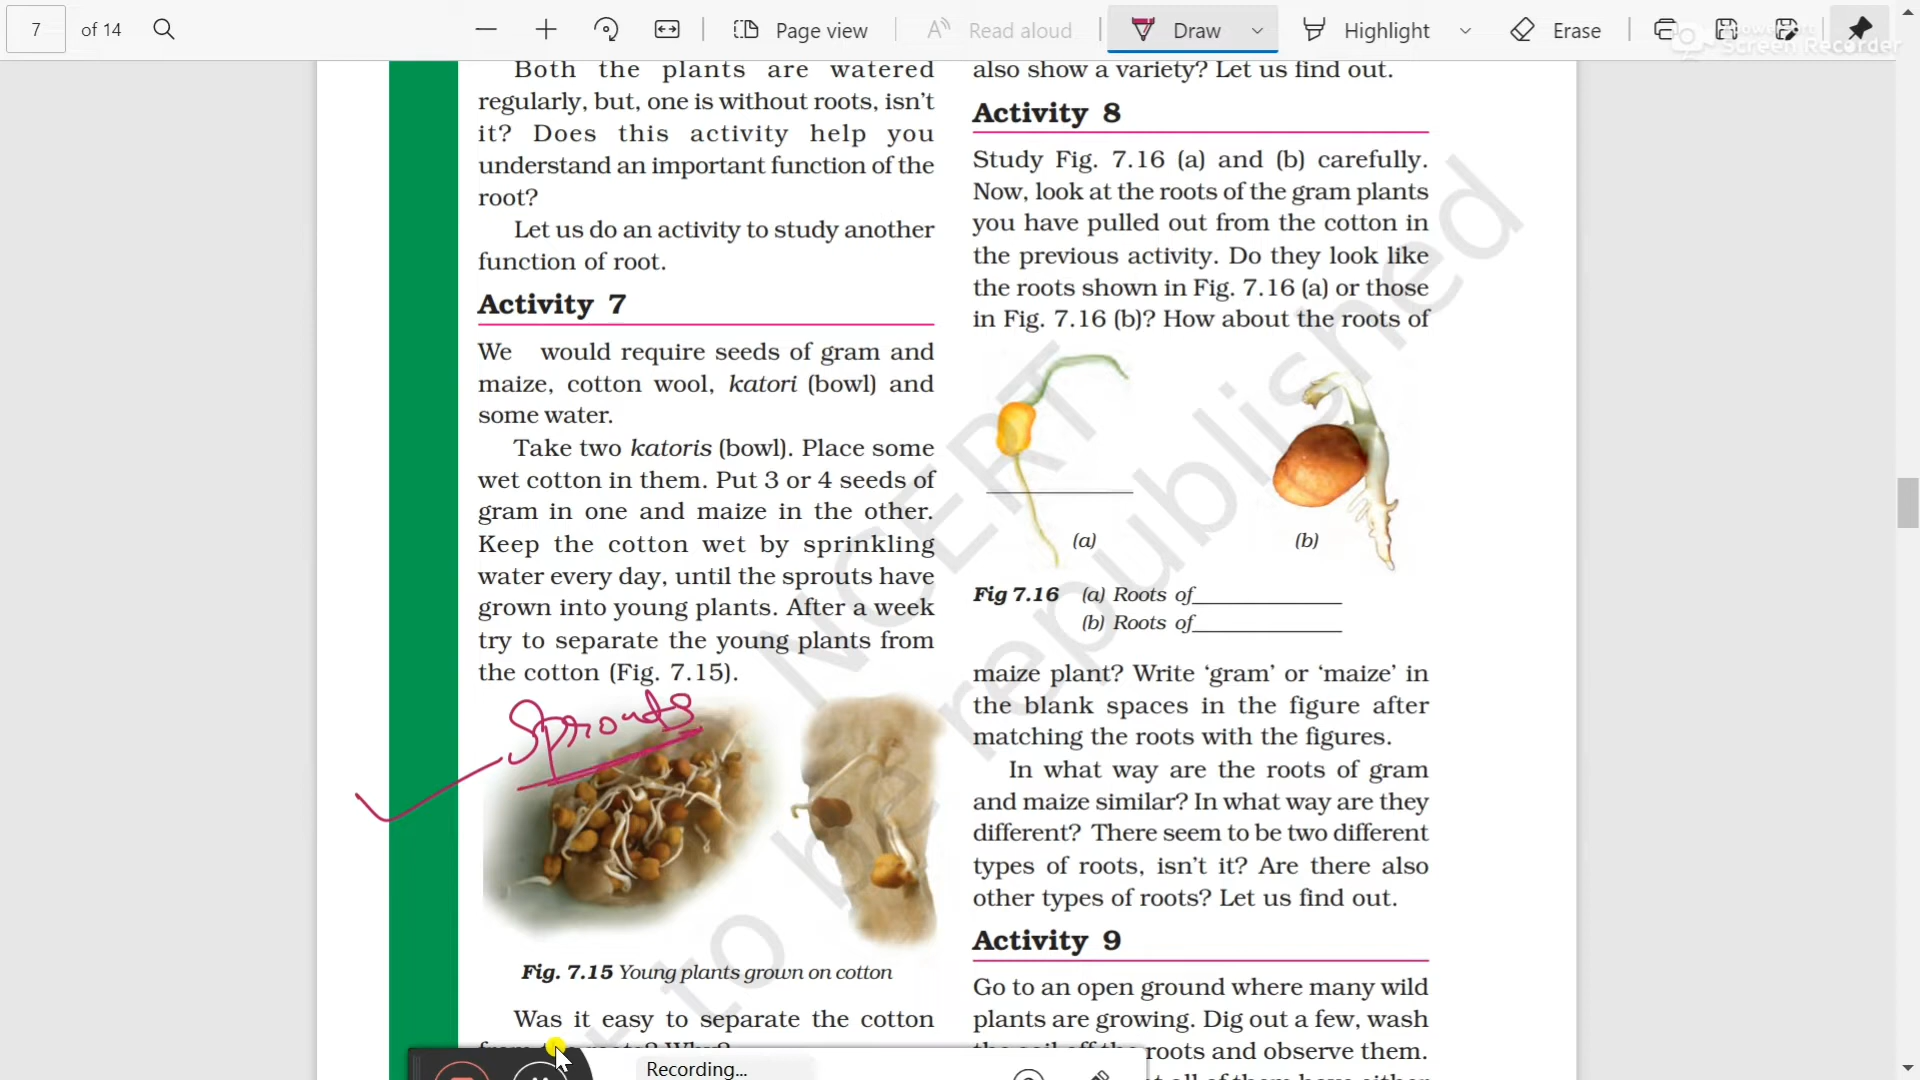 7 of 14 Page view Read aloud Draw Highlight Erase
Screen Recorder
Both the plants are watered
regularly, but, one is without roots, isn't
it? Does this activity help you
understand an important function of the
root?
Let us do an activity to study another
function of root.
Activity 7
We would require seeds of gram and
maize, cotton wool, katori (bowl) and
some water.
Take two katoris (bowl). Place some
wet cotton in them. Put 3 or 4 seeds of
gram in one and maize in the other.
Keep the cotton wet by sprinkling
water every day, until the sprouts have
grown into young plants. After a week
try to separate the young plants from
the cotton (Fig. 7.15).
Sprouts
Fig. 7.15 Young plants grown on cotton
Was it easy to separate the cotton
from the roots? Why?
also show a variety? Let us find out.
Activity 8
Study Fig. 7.16 (a) and (b) carefully.
Now, look at the roots of the gram plants
you have pulled out from the cotton in
the previous activity. Do they look like
the roots shown in Fig. 7.16 (a) or those
in Fig. 7.16 (b)? How about the roots of
(a) (b)
Fig 7.16 (a) Roots of
(b) Roots of
maize plant? Write 'gram' or 'maize' in
the blank spaces in the figure after
matching the roots with the figures.
In what way are the roots of gram
and maize similar? In what way are they
different? There seem to be two different
types of roots, isn't it? Are there also
other types of roots? Let us find out.
Activity 9
Go to an open ground where many wild
plants are growing. Dig out a few, wash
the soil off the roots and observe them.
NCERT
to be republished
Recording...